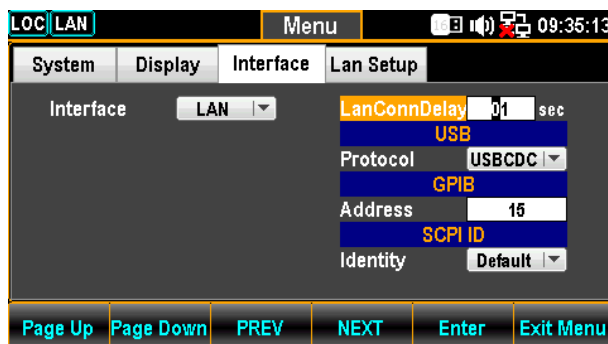 LOC LAN Menu 16 09:35:13
System Display Interface Lan Setup
Interface LAN LanConnDelay 01 sec
USB
Protocol USBCDC
GPIB
Address 15
SCPI ID
Identity Default
Page Up Page Down PREV NEXT Enter Exit Menu